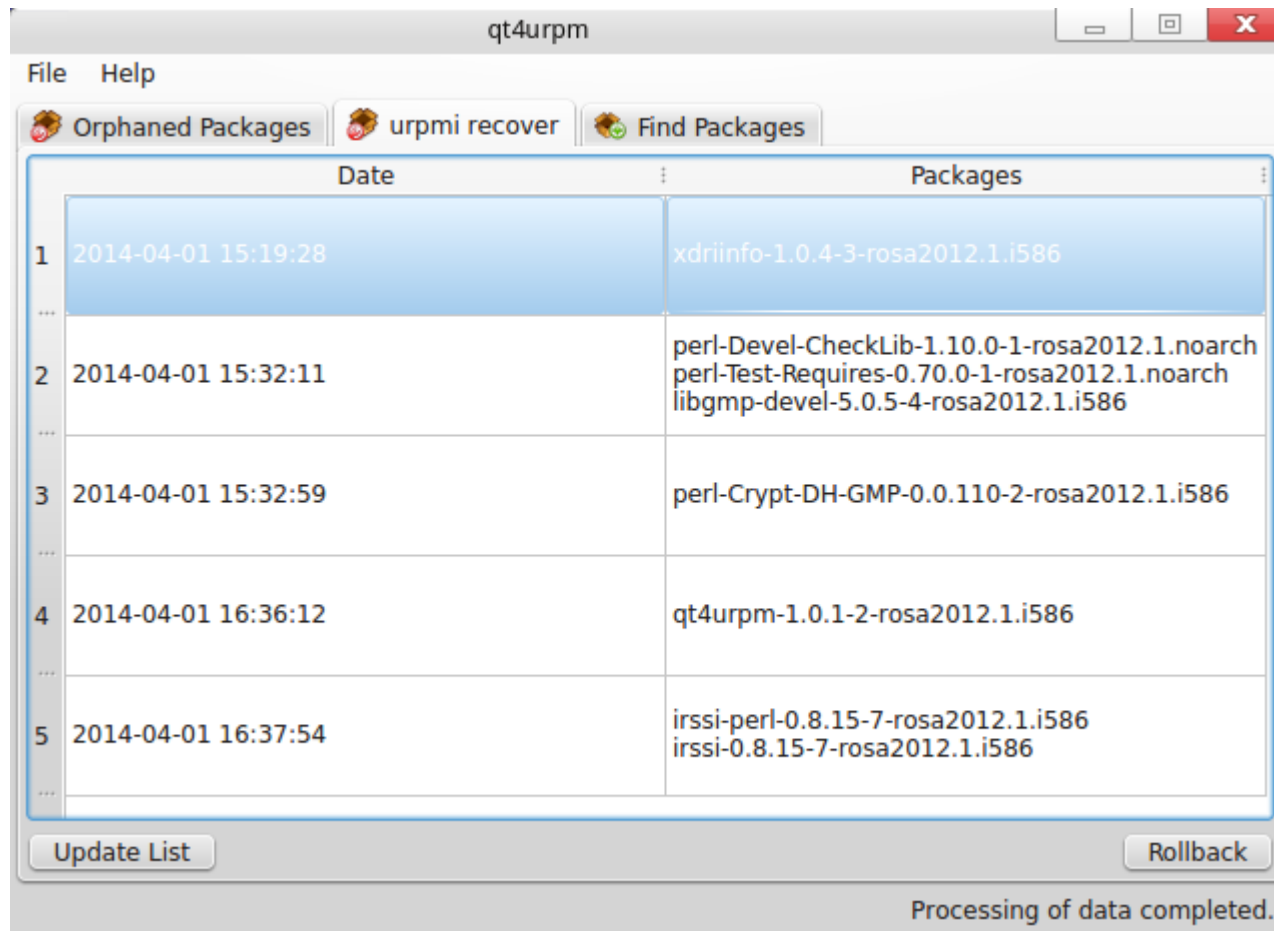 qt4urpm
File Help
Orphaned Packages urpmi recover Find Packages
Date Packages
1 2014-04-01 15:19:28 xdriinfo-1.0.4-3-rosa2012.1.i586
...
2 2014-04-01 15:32:11 perl-Devel-CheckLib-1.10.0-1-rosa2012.1.noarch
perl-Test-Requires-0.70.0-1-rosa2012.1.noarch
libgmp-devel-5.0.5-4-rosa2012.1.i586
...
3 2014-04-01 15:32:59 perl-Crypt-DH-GMP-0.0.110-2-rosa2012.1.i586
...
4 2014-04-01 16:36:12 qt4urpm-1.0.1-2-rosa2012.1.i586
...
5 2014-04-01 16:37:54 irssi-perl-0.8.15-7-rosa2012.1.i586
irssi-0.8.15-7-rosa2012.1.i586
...
Update List Rollback
Processing of data completed.